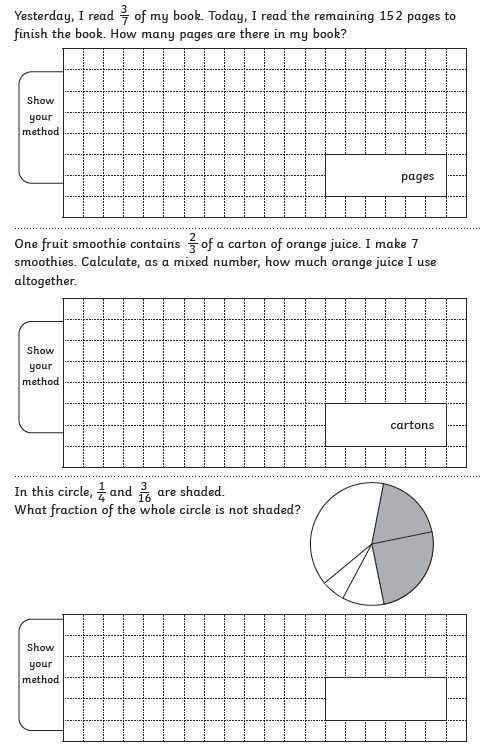 Yesterday, I read 3/7 of my book. Today, I read the remaining 152 pages to
finish the book. How many pages are there in my book?
Show
your
method
pages
One fruit smoothie contains 2/3 of a carton of orange juice. I make 7
smoothies. Calculate, as a mixed number, how much orange juice I use
altogether.
Show
your
method
cartons
In this circle, 1/4 and 3/16 are shaded.
What fraction of the whole circle is not shaded?
Show
your
method